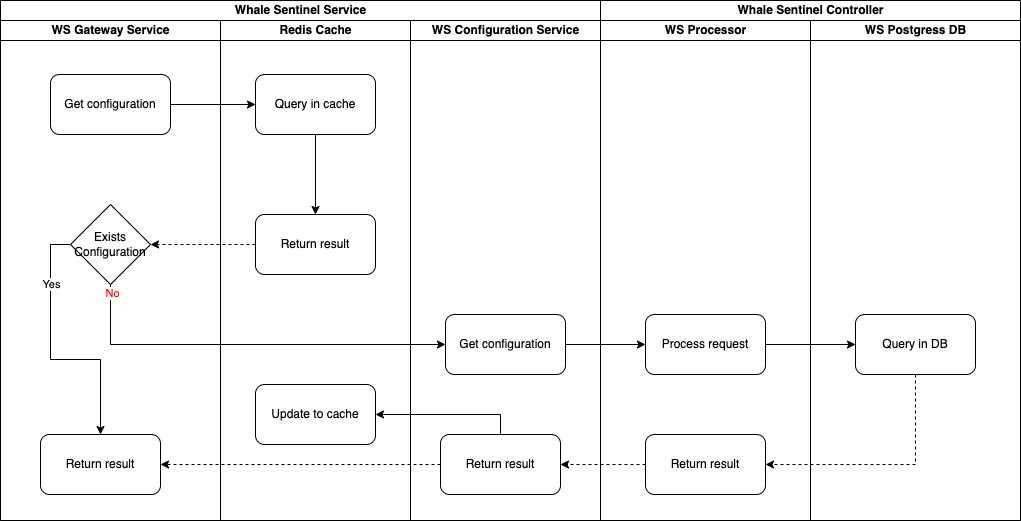 Whale Sentinel Service
Whale Sentinel Controller
WS Gateway Service
Redis Cache
WS Configuration Service
WS Processor
WS Postgress DB
Get configuration
Query in cache
Exists
Configuration
Return result
Yes
No
Get configuration
Process request
Query in DB
Update to cache
Return result
Return result
Return result